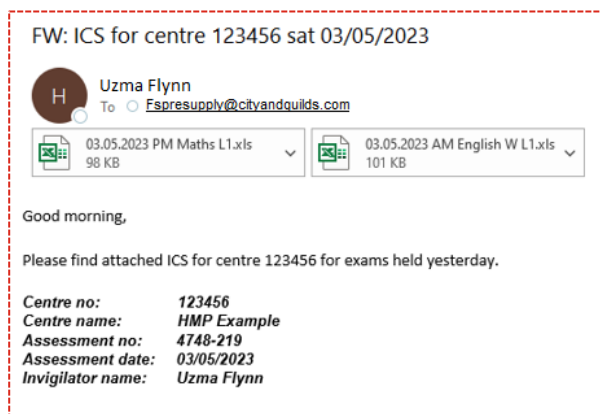 FW: ICS for centre 123456 sat 03/05/2023
H
Uzma Flynn
To Fspresupply@cityandguilds.com
03.05.2023 PM Maths L1.xls
98 KB
03.05.2023 AM English W L1.xls
101 KB
Good morning,
Please find attached ICS for centre 123456 for exams held yesterday.
Centre no: 123456
Centre name: HMP Example
Assessment no: 4748-219
Assessment date: 03/05/2023
Invigilator name: Uzma Flynn